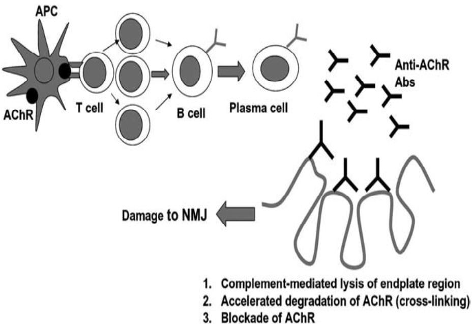 APC
AChR
T cell
B cell
Plasma cell
Anti-AChR
Abs
Damage to NMJ
1. Complement-mediated lysis of endplate region
2. Accelerated degradation of AChR (cross-linking)
3. Blockade of AChR